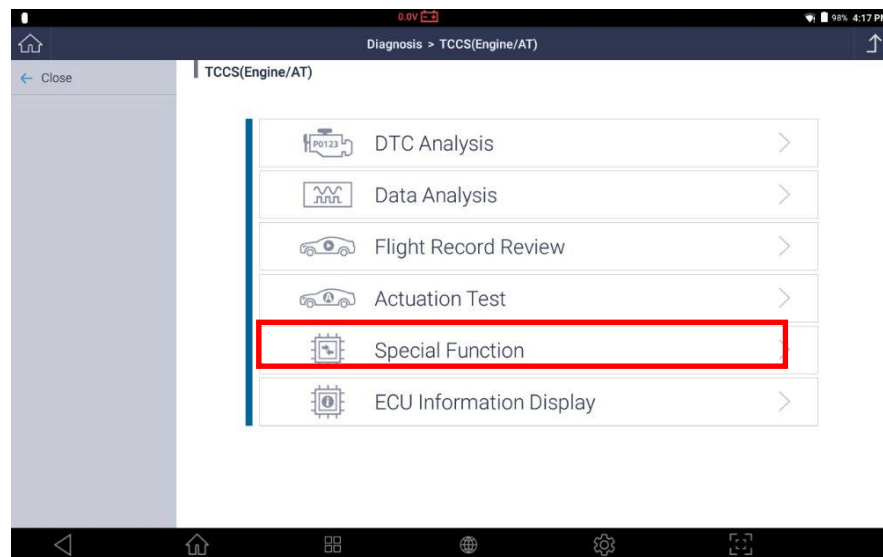 0.0V
98% 4:17 P
Diagnosis > TCCS(Engine/AT)
Close
TCCS(Engine/AT)
P0123
DTC Analysis
Data Analysis
Flight Record Review
A
Actuation Test
Special Function
ECU Information Display